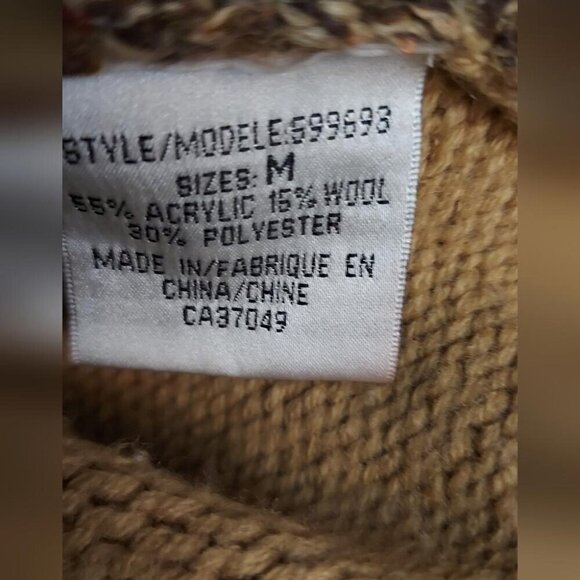 STYLE/MODELE:599693
SIZES: M
55% ACRYLIC 15% WOOL
30% POLYESTER
MADE IN/FABRIQUE EN
CHINA/CHINE
CA37049